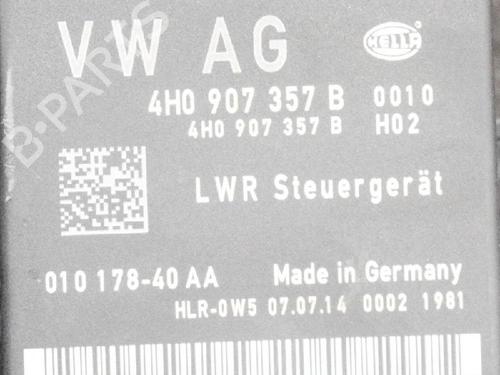 VW AG
HELLA
4H0 907 357 B 0010
4H0 907 357 B H02
LWR Steuergerät
010 178-40 AA Made in Germany
HLR-0W5 07.07.14 0002 1981
B-PARTS